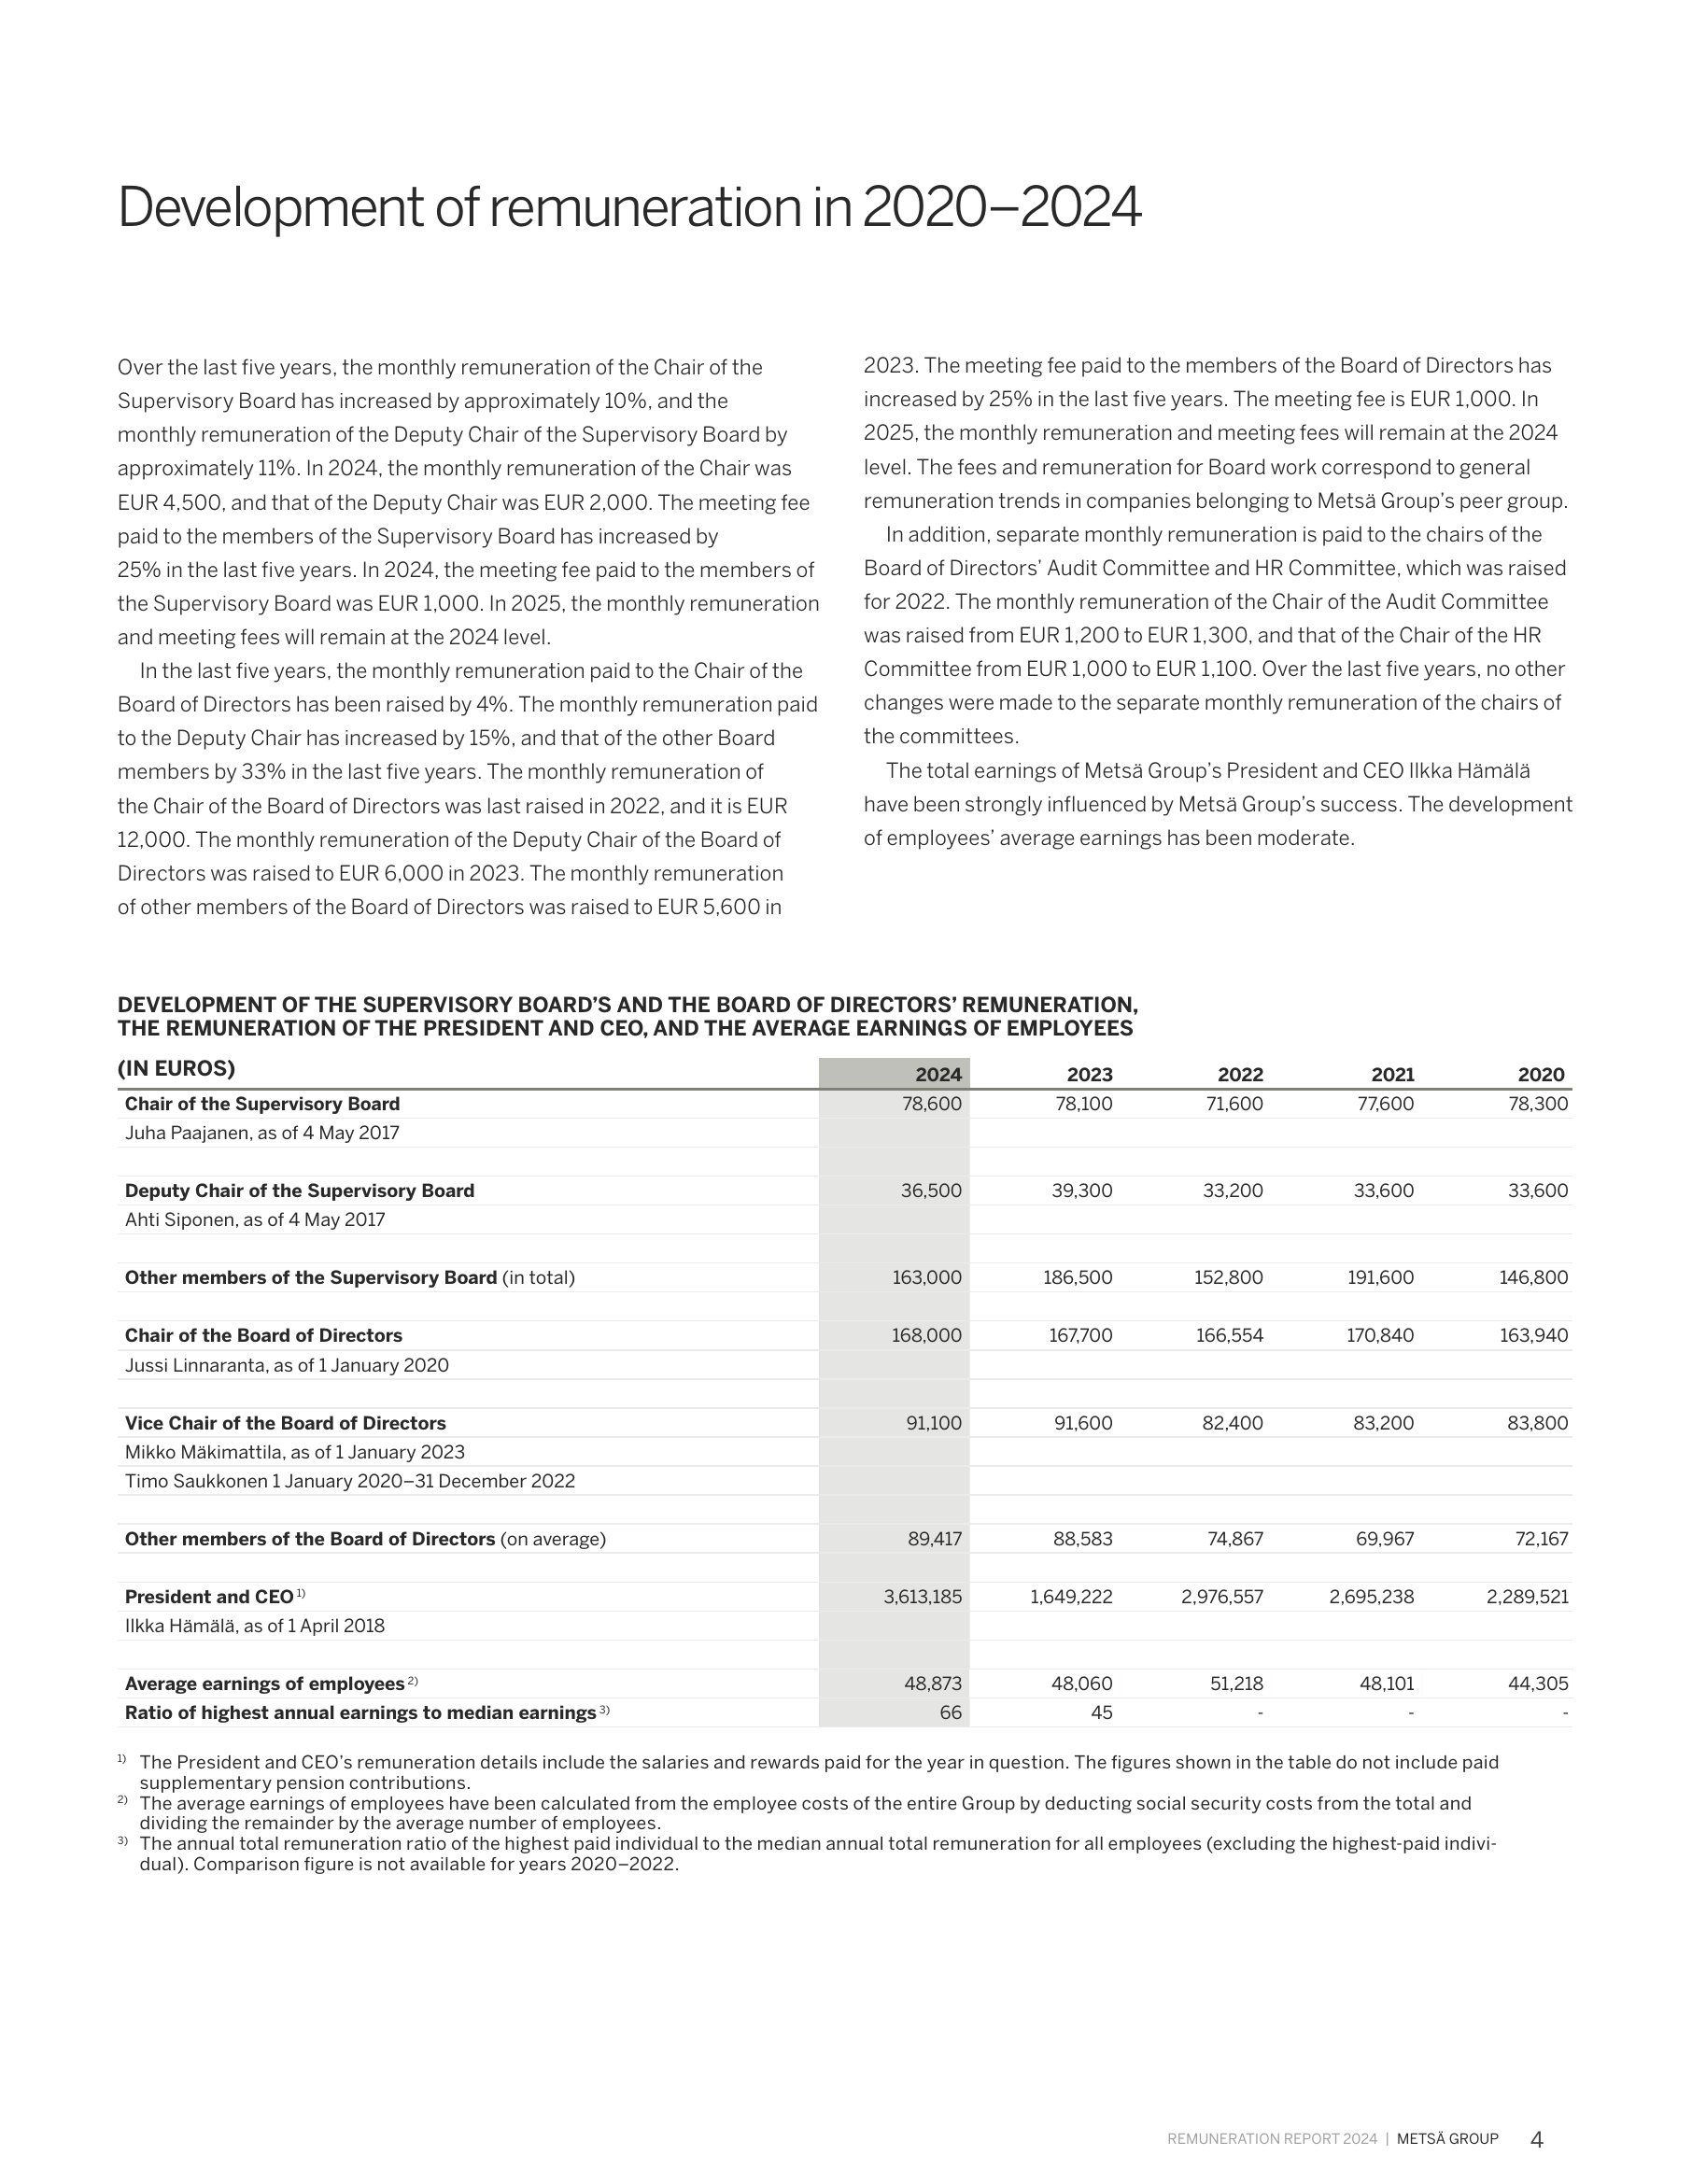 Development of remuneration in 2020–2024
Over the last five years, the monthly remuneration of the Chair of the
Supervisory Board has increased by approximately 10%, and the
monthly remuneration of the Deputy Chair of the Supervisory Board by
approximately 11%. In 2024, the monthly remuneration of the Chair was
EUR 4,500, and that of the Deputy Chair was EUR 2,000. The meeting fee
paid to the members of the Supervisory Board has increased by
25% in the last five years. In 2024, the meeting fee paid to the members of
the Supervisory Board was EUR 1,000. In 2025, the monthly remuneration
and meeting fees will remain at the 2024 level.
In the last five years, the monthly remuneration paid to the Chair of the
Board of Directors has been raised by 4%. The monthly remuneration paid
to the Deputy Chair has increased by 15%, and that of the other Board
members by 33% in the last five years. The monthly remuneration of
the Chair of the Board of Directors was last raised in 2022, and it is EUR
12,000. The monthly remuneration of the Deputy Chair of the Board of
Directors was raised to EUR 6,000 in 2023. The monthly remuneration
of other members of the Board of Directors was raised to EUR 5,600 in
2023. The meeting fee paid to the members of the Board of Directors has
increased by 25% in the last five years. The meeting fee is EUR 1,000. In
2025, the monthly remuneration and meeting fees will remain at the 2024
level. The fees and remuneration for Board work correspond to general
remuneration trends in companies belonging to Metsä Group's peer group.
In addition, separate monthly remuneration is paid to the chairs of the
Board of Directors' Audit Committee and HR Committee, which was raised
for 2022. The monthly remuneration of the Chair of the Audit Committee
was raised from EUR 1,200 to EUR 1,300, and that of the Chair of the HR
Committee from EUR 1,000 to EUR 1,100. Over the last five years, no other
changes were made to the separate monthly remuneration of the chairs of
the committees.
The total earnings of Metsä Group's President and CEO Ilkka Hämälä
have been strongly influenced by Metsä Group's success. The development
of employees' average earnings has been moderate.
DEVELOPMENT OF THE SUPERVISORY BOARD'S AND THE BOARD OF DIRECTORS' REMUNERATION,
THE REMUNERATION OF THE PRESIDENT AND CEO, AND THE AVERAGE EARNINGS OF EMPLOYEES
(IN EUROS) 2024 2023 2022 2021 2020
Chair of the Supervisory Board 78,600 78,100 71,600 77,600 78,300
Juha Paajanen, as of 4 May 2017
Deputy Chair of the Supervisory Board 36,500 39,300 33,200 33,600 33,600
Ahti Siponen, as of 4 May 2017
Other members of the Supervisory Board (in total) 163,000 186,500 152,800 191,600 146,800
Chair of the Board of Directors 168,000 167,700 166,554 170,840 163,940
Jussi Linnaranta, as of 1 January 2020
Vice Chair of the Board of Directors 91,100 91,600 82,400 83,200 83,800
Mikko Mäkimattila, as of 1 January 2023
Timo Saukkonen 1 January 2020–31 December 2022
Other members of the Board of Directors (on average) 89,417 88,583 74,867 69,967 72,167
President and CEO 1) 3,613,185 1,649,222 2,976,557 2,695,238 2,289,521
Ilkka Hämälä, as of 1 April 2018
Average earnings of employees 2) 48,873 48,060 51,218 48,101 44,305
Ratio of highest annual earnings to median earnings 3) 66 45 - - -
1) The President and CEO's remuneration details include the salaries and rewards paid for the year in question. The figures shown in the table do not include paid
supplementary pension contributions.
2) The average earnings of employees have been calculated from the employee costs of the entire Group by deducting social security costs from the total and
dividing the remainder by the average number of employees.
3) The annual total remuneration ratio of the highest paid individual to the median annual total remuneration for all employees (excluding the highest-paid indivi-
dual). Comparison figure is not available for years 2020–2022.
REMUNERATION REPORT 2024 | METSÄ GROUP 4